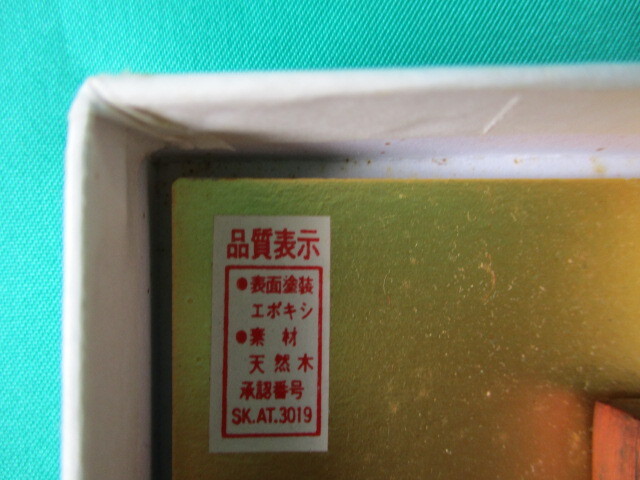 品質表示
●表面塗装
エポキシ
●素材
天然木
承認番号
SK.AT.3019